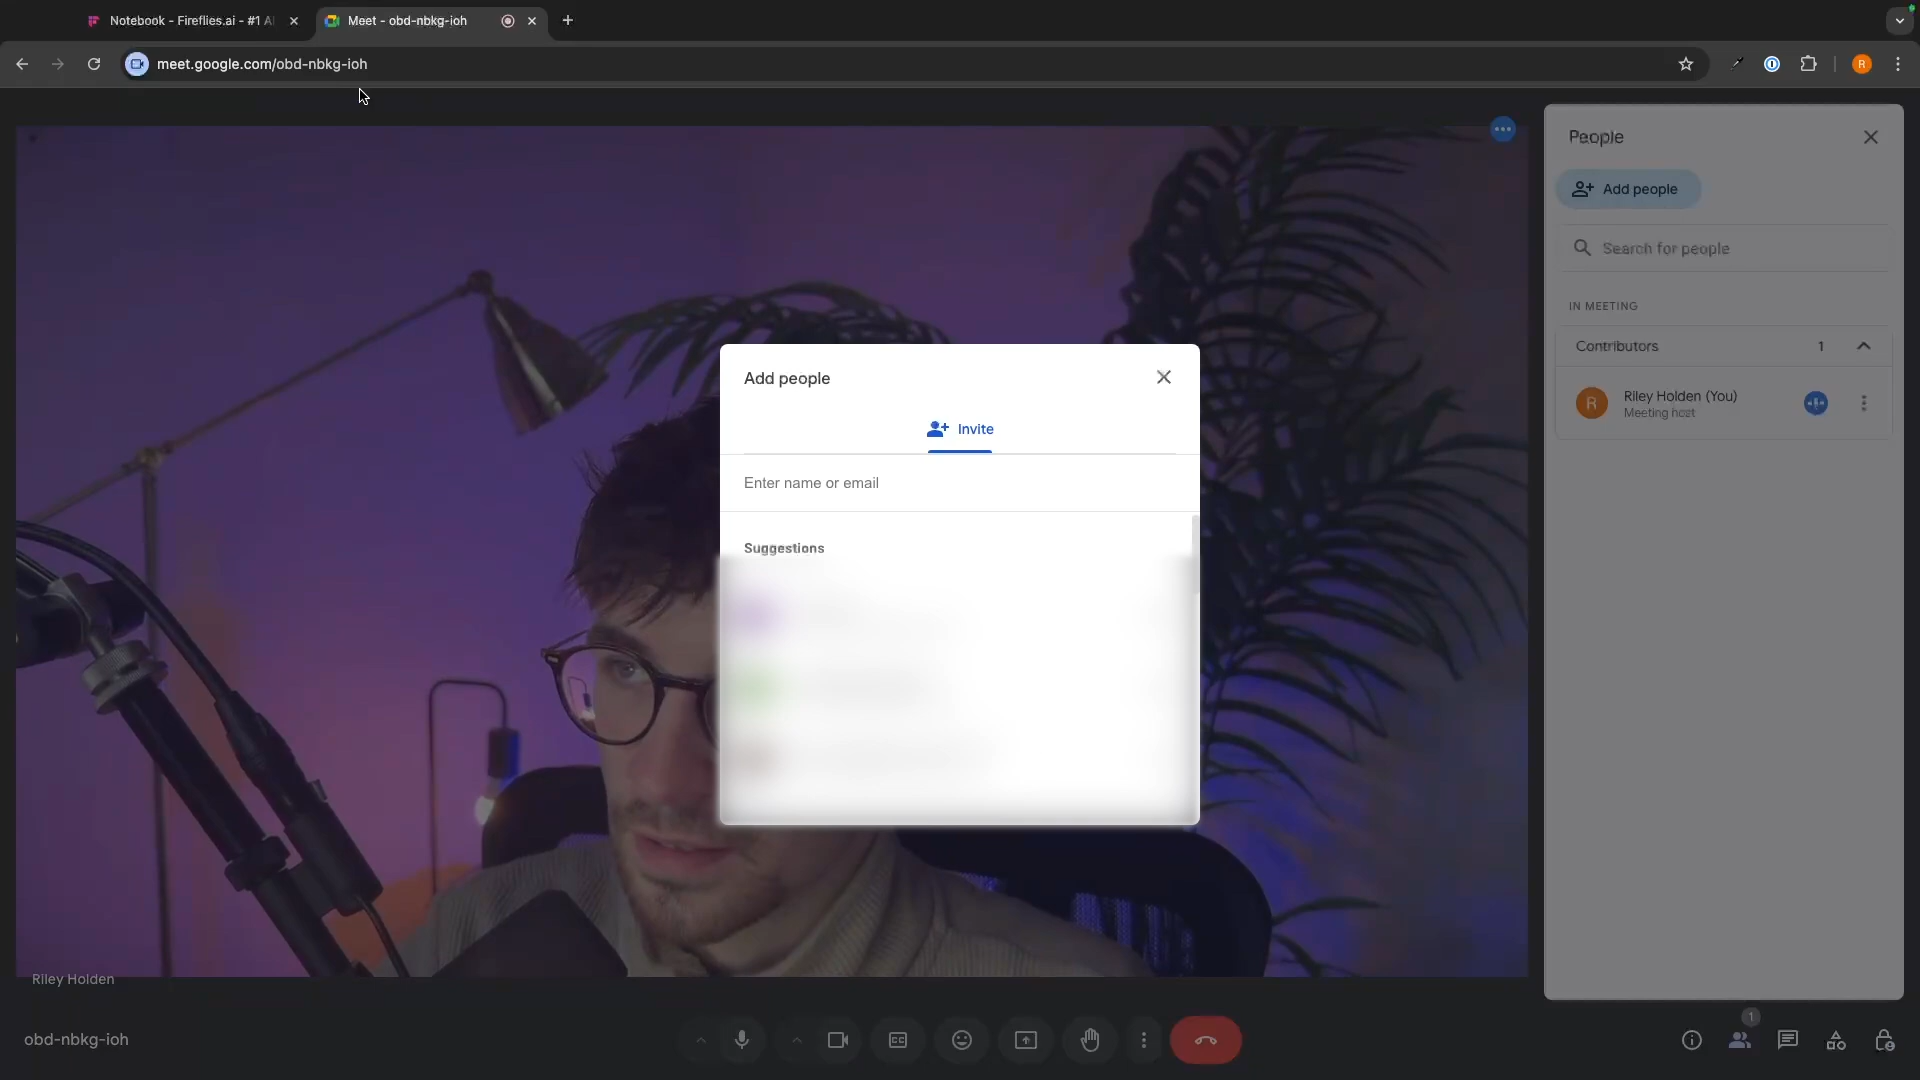 Notebook - Fireflies.ai - #1 A
Meet - obd-nbkg-ioh
meet.google.com/obd-nbkg-ioh
R
People
Add people
Search for people
IN MEETING
Contributors
1
R
Riley Holden (You)
Meeting host
Add people
Invite
Enter name or email
Suggestions
Riley Holden
obd-nbkg-ioh
CC
1